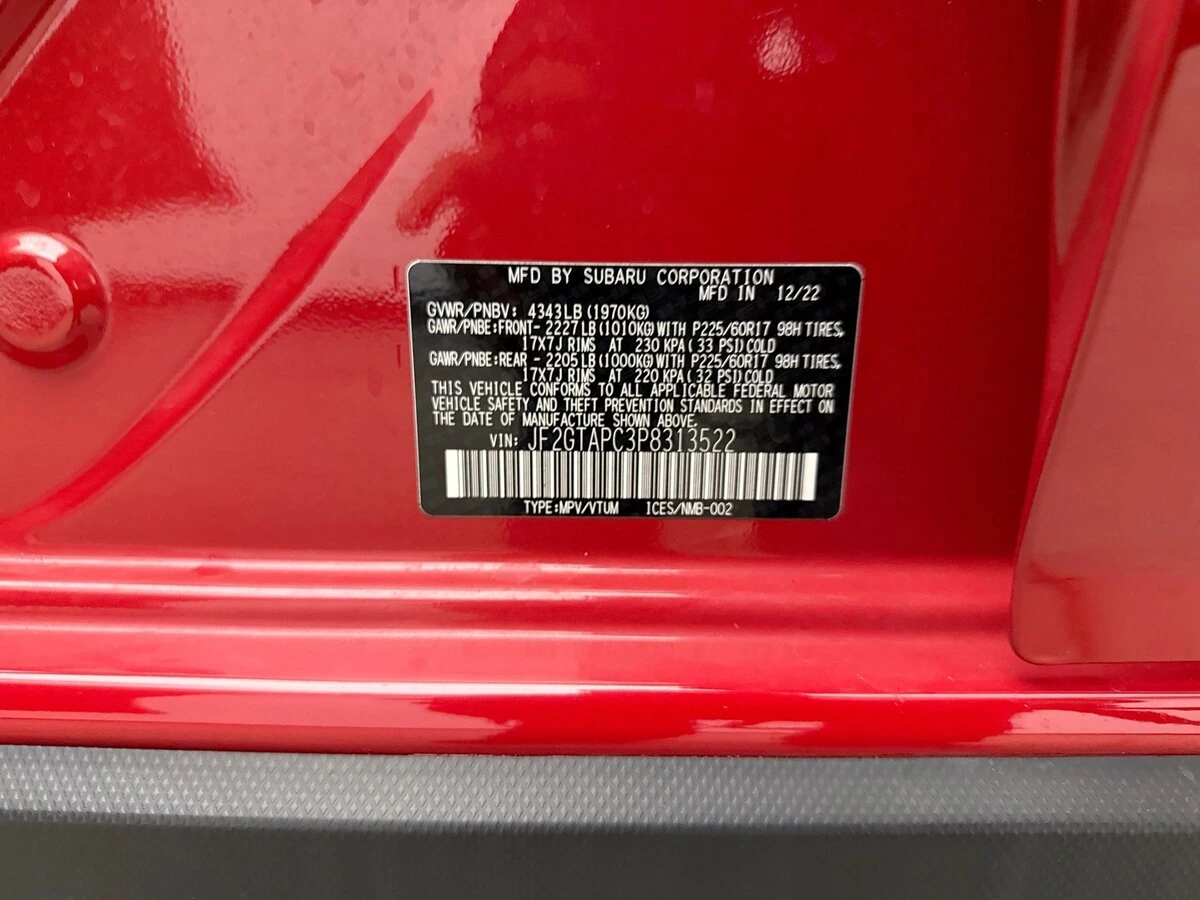 MFD BY SUBARU CORPORATION
MFD IN 12/22
GVWR/PNBV: 4343LB (1970KG)
GAWR/PNBE:FRONT- 2227LB (1010KG) WITH P225/60R17 98H TIRES,
17X7J RIMS AT 230 KPA ( 33 PSI) COLD
GAWR/PNBE:REAR - 2205LB (1000KG) WITH P225/60R17 98H TIRES,
17X7J RIMS AT 220 KPA ( 32 PSI) COLD
THIS VEHICLE CONFORMS TO ALL APPLICABLE FEDERAL MOTOR
VEHICLE SAFETY AND THEFT PREVENTION STANDARDS IN EFFECT ON
THE DATE OF MANUFACTURE SHOWN ABOVE.
VIN: JF2GTAPC3P8313522
TYPE:MPV/VTUM ICES/NMB-002